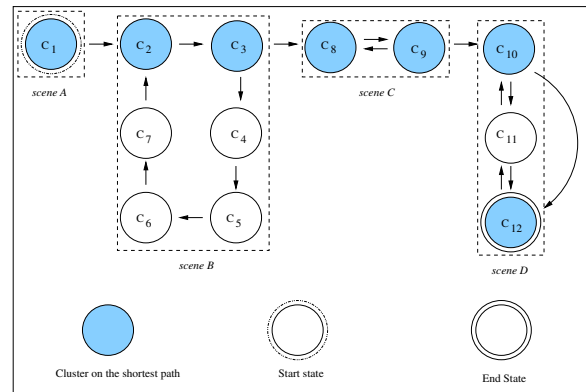 C1
C2
C3
C8
C9
C10
scene A
scene C
C7
C4
C11
C6
C5
C12
scene B
scene D
Cluster on the shortest path
Start state
End State